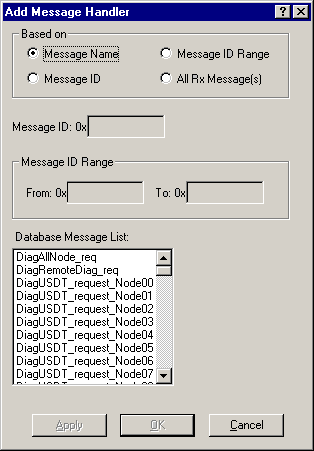 Add Message Handler
Based on
Message Name
Message ID Range
Message ID
All Rx Message(s)
Message ID: 0x
Message ID Range
From: 0x
To: 0x
Database Message List:
DiagAllNode_req
DiagRemoteDiag_req
DiagUSDT_request_Node00
DiagUSDT_request_Node01
DiagUSDT_request_Node02
DiagUSDT_request_Node03
DiagUSDT_request_Node04
DiagUSDT_request_Node05
DiagUSDT_request_Node06
DiagUSDT_request_Node07
Apply
OK
Cancel